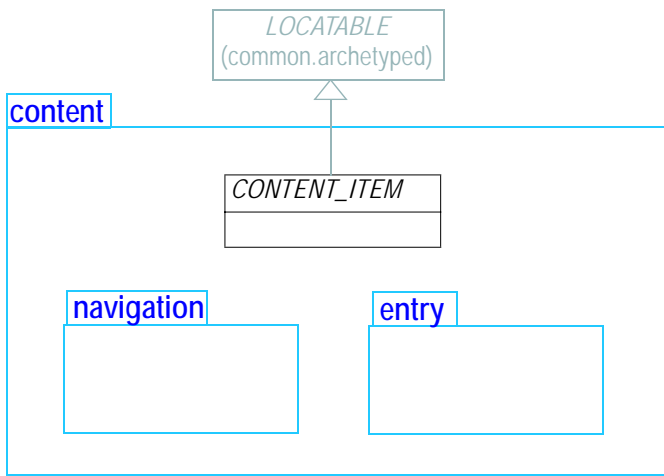 LOCATABLE
(common.archetyped)
content
CONTENT_ITEM
navigation
entry